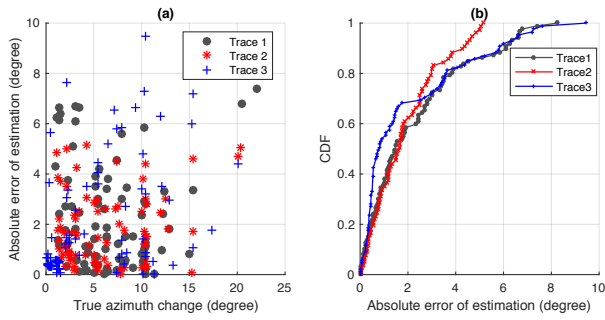 (a)
Absolute error of estimation (degree)
10
8
6
4
2
0
0 5 10 15 20 25
True azimuth change (degree)
Trace 1
Trace 2
Trace 3
(b)
CDF
1
0.8
0.6
0.4
0.2
0
0 2 4 6 8 10
Absolute error of estimation (degree)
Trace1
Trace2
Trace3